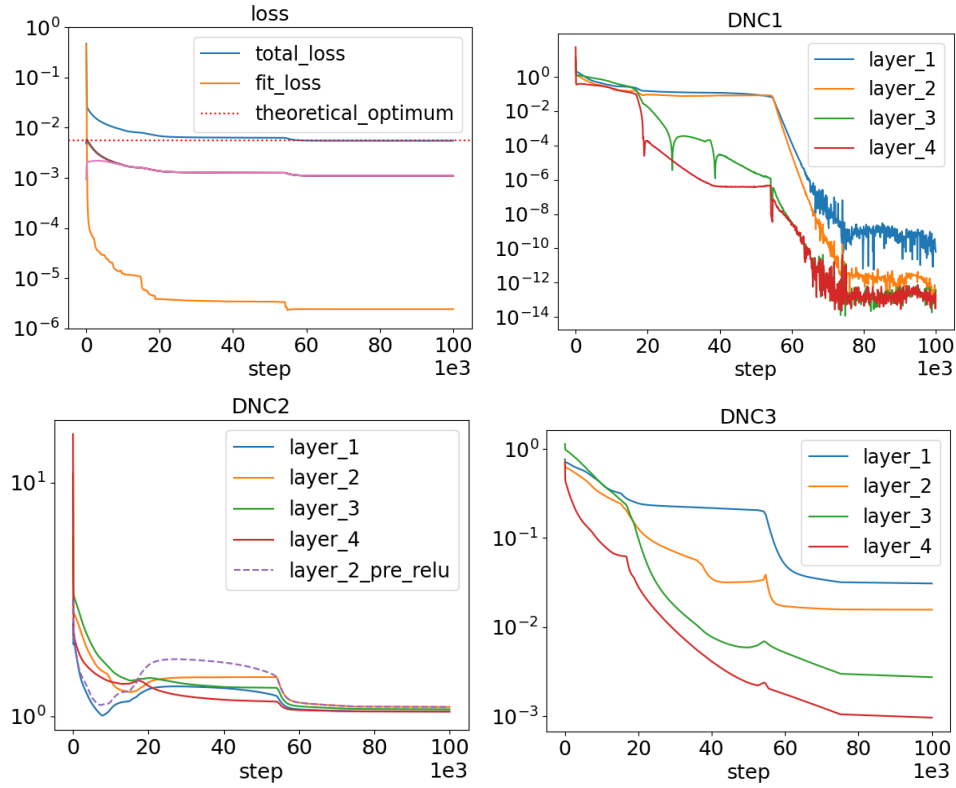 loss
10^0
10^-1
10^-2
10^-3
10^-4
10^-5
10^-6
total_loss
fit_loss
theoretical_optimum
0 20 40 60 80 100
step 1e3
DNC1
10^0
10^-2
10^-4
10^-6
10^-8
10^-10
10^-12
10^-14
layer_1
layer_2
layer_3
layer_4
0 20 40 60 80 100
step 1e3
DNC2
10^1
10^0
layer_1
layer_2
layer_3
layer_4
layer_2_pre_relu
0 20 40 60 80 100
step 1e3
DNC3
10^0
10^-1
10^-2
10^-3
layer_1
layer_2
layer_3
layer_4
0 20 40 60 80 100
step 1e3